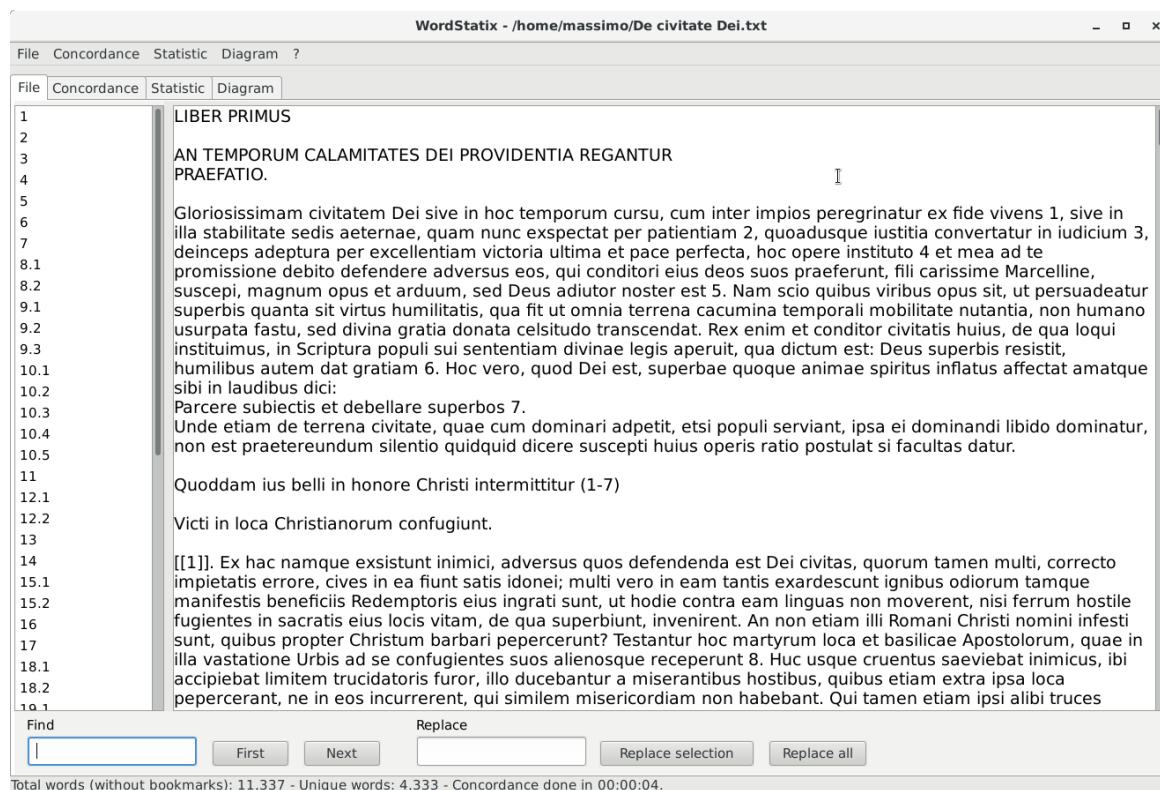 WordStatix - /home/massimo/De civitate Dei.txt
File Concordance Statistic Diagram ?
File Concordance Statistic Diagram
1
2
3
4
5
6
7
8.1
8.2
9.1
9.2
9.3
10.1
10.2
10.3
10.4
10.5
11
12.1
12.2
13
14
15.1
15.2
16
17
18.1
18.2
19.1
LIBER PRIMUS
AN TEMPORUM CALAMITATES DEI PROVIDENTIA REGANTUR
PRAEFATIO.
Gloriosissimam civitatem Dei sive in hoc temporum cursu, cum inter impios peregrinatur ex fide vivens 1, sive in
illa stabilitate sedis aeternae, quam nunc exspectat per patientiam 2, quoadusque iustitia convertatur in iudicium 3,
deinceps adeptura per excellentiam victoria ultima et pace perfecta, hoc opere instituto 4 et mea ad te
promissione debito defendere adversus eos, qui conditori eius deos suos praeferunt, fili carissime Marcelline,
suscepi, magnum opus et arduum, sed Deus adiutor noster est 5. Nam scio quibus viribus opus sit, ut persuadeatur
superbis quanta sit virtus humilitatis, qua fit ut omnia terrena cacumina temporali mobilitate nutantia, non humano
usurpata fastu, sed divina gratia donata celsitudo transcendat. Rex enim et conditor civitatis huius, de qua loqui
instituimus, in Scriptura populi sui sententiam divinae legis aperuit, qua dictum est: Deus superbis resistit,
humilibus autem dat gratiam 6. Hoc vero, quod Dei est, superbae quoque animae spiritus inflatus affectat amatque
sibi in laudibus dici:
Parcere subiectis et debellare superbos 7.
Unde etiam de terrena civitate, quae cum dominari adpetit, etsi populi serviant, ipsa ei dominandi libido dominatur,
non est praetereundum silentio quidquid dicere suscepti huius operis ratio postulat si facultas datur.
Quoddam ius belli in honore Christi intermittitur (1-7)
Victi in loca Christianorum confugiunt.
[[1]]. Ex hac namque exsistunt inimici, adversus quos defendenda est Dei civitas, quorum tamen multi, correcto
impietatis errore, cives in ea fiunt satis idonei; multi vero in eam tantis exardescunt ignibus odiorum tamque
manifestis beneficiis Redemptoris eius ingrati sunt, ut hodie contra eam linguas non moverent, nisi ferrum hostile
fugientes in sacratis eius locis vitam, de qua superbiunt, invenirent. An non etiam illi Romani Christi nomini infesti
sunt, quibus propter Christum barbari pepercerunt? Testantur hoc martyrum loca et basilicae Apostolorum, quae in
illa vastatione Urbis ad se confugientes suos alienosque receperunt 8. Huc usque cruentus saeviebat inimicus, ibi
accipiebat limitem trucidatoris furor, illo ducebantur a miserantibus hostibus, quibus etiam extra ipsa loca
pepercerant, ne in eos incurrerent, qui similem misericordiam non habebant. Qui tamen etiam ipsi alibi truces
Find Replace
First Next Replace selection Replace all
Total words (without bookmarks): 11.337 - Unique words: 4.333 - Concordance done in 00:00:04.